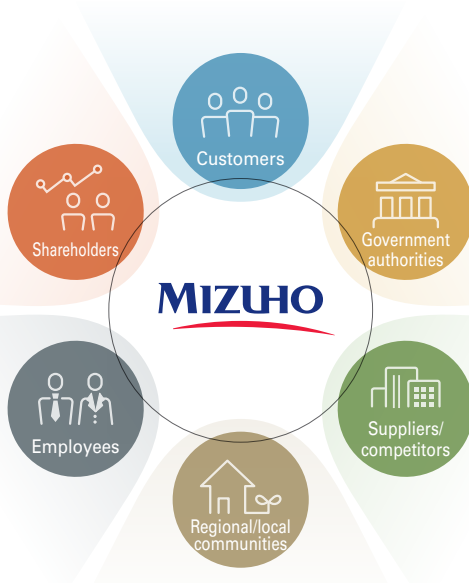 Customers
Shareholders
Government
authorities
MIZUHO
Employees
Suppliers/
competitors
Regional/local
communities